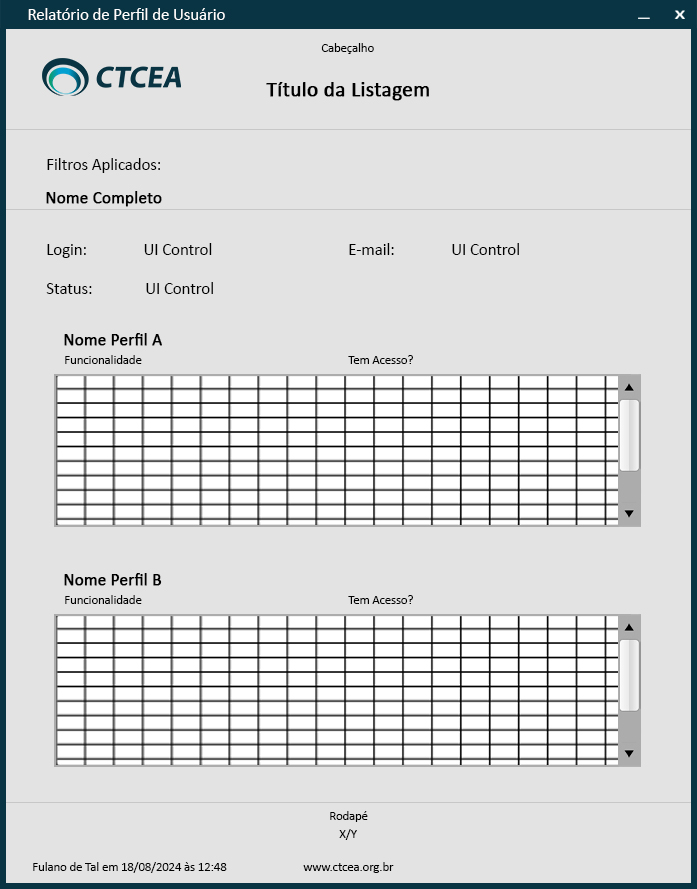 Relatório de Perfil de Usuário
Cabeçalho
CTCEA
Título da Listagem
Filtros Aplicados:
Nome Completo
Login: UI Control E-mail: UI Control
Status: UI Control
Nome Perfil A
Funcionalidade Tem Acesso?
Nome Perfil B
Funcionalidade Tem Acesso?
Rodapé
X/Y
Fulano de Tal em 18/08/2024 às 12:48 www.ctcea.org.br